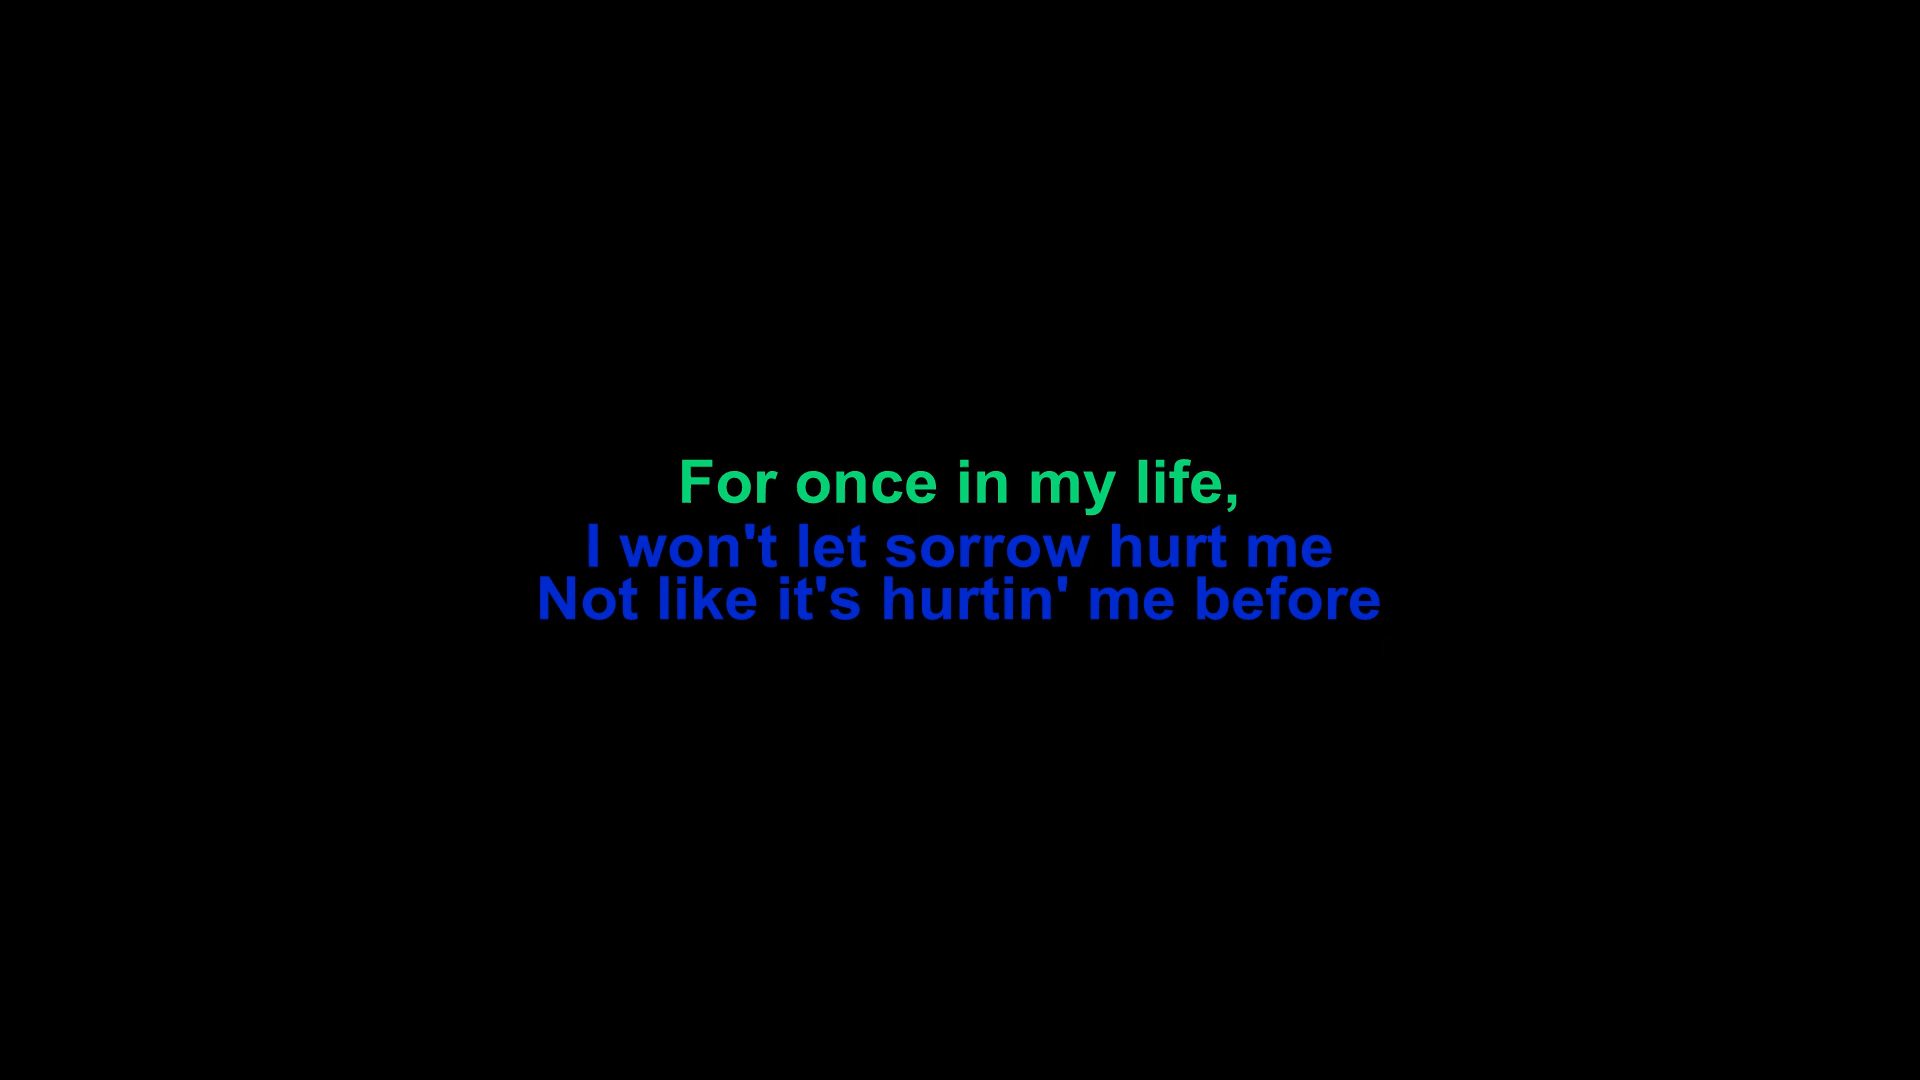 For once in my life,
I won't let sorrow hurt me
Not like it's hurtin' me before